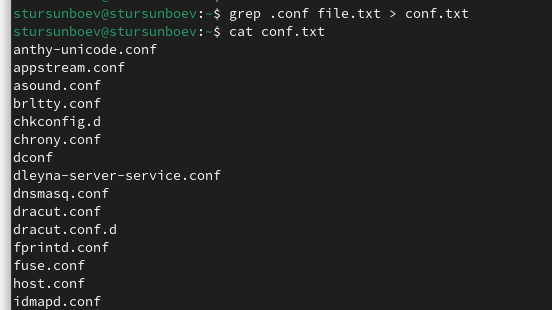 stursunboev@stursunboev:~$ grep .conf file.txt > conf.txt
stursunboev@stursunboev:~$ cat conf.txt
anthy-unicode.conf
appstream.conf
asound.conf
brltty.conf
chkconfig.d
chrony.conf
dconf
dleyna-server-service.conf
dnsmasq.conf
dracut.conf
dracut.conf.d
fprintd.conf
fuse.conf
host.conf
idmapd.conf